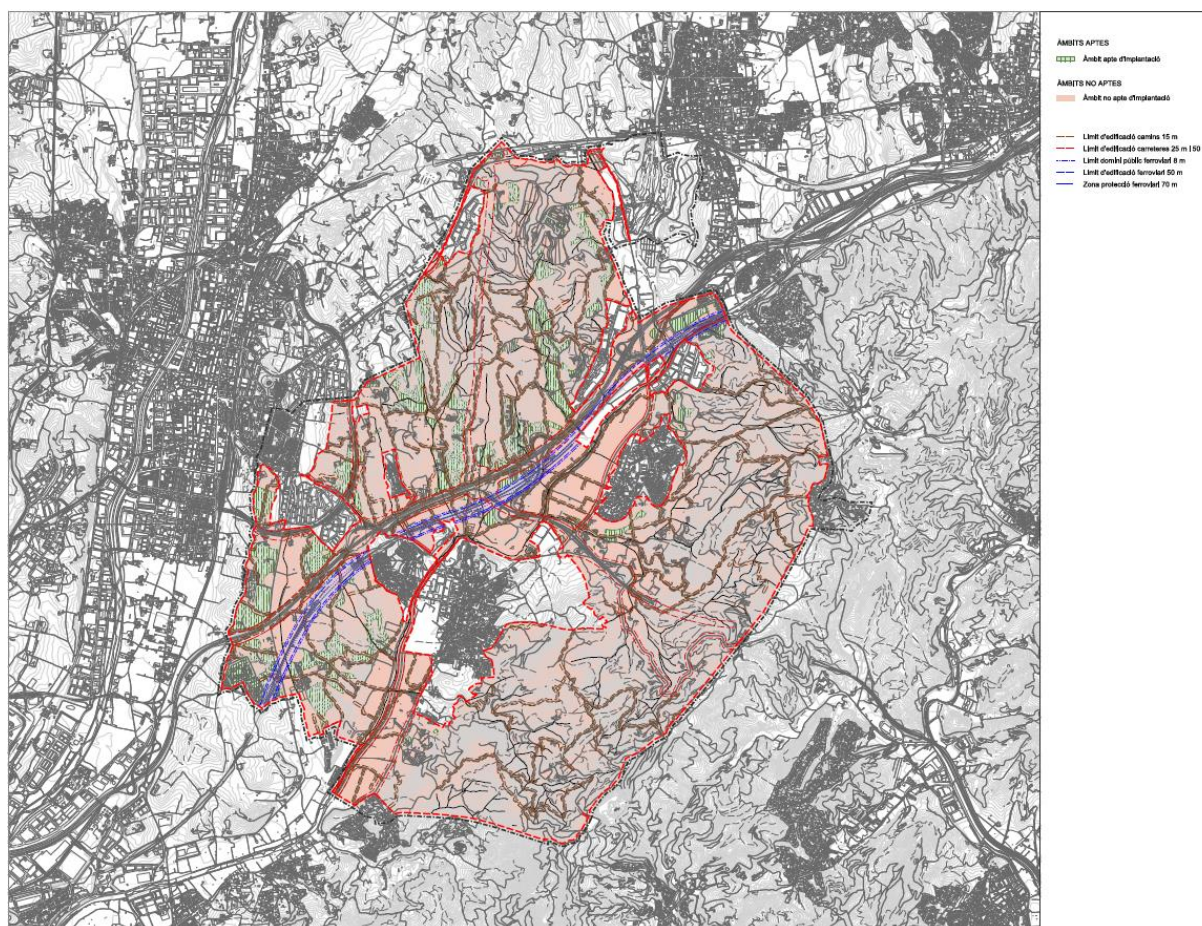 ÀMBITS APTES
Àmbit apte d'implantació
ÀMBITS NO APTES
Àmbit no apte d'implantació
Límit d'edificació camins 15 m
Límit d'edificació carreteres 25 m i 50
Límit domini públic ferroviari 8 m
Límit d'edificació ferroviari 50 m
Zona protecció ferroviari 70 m